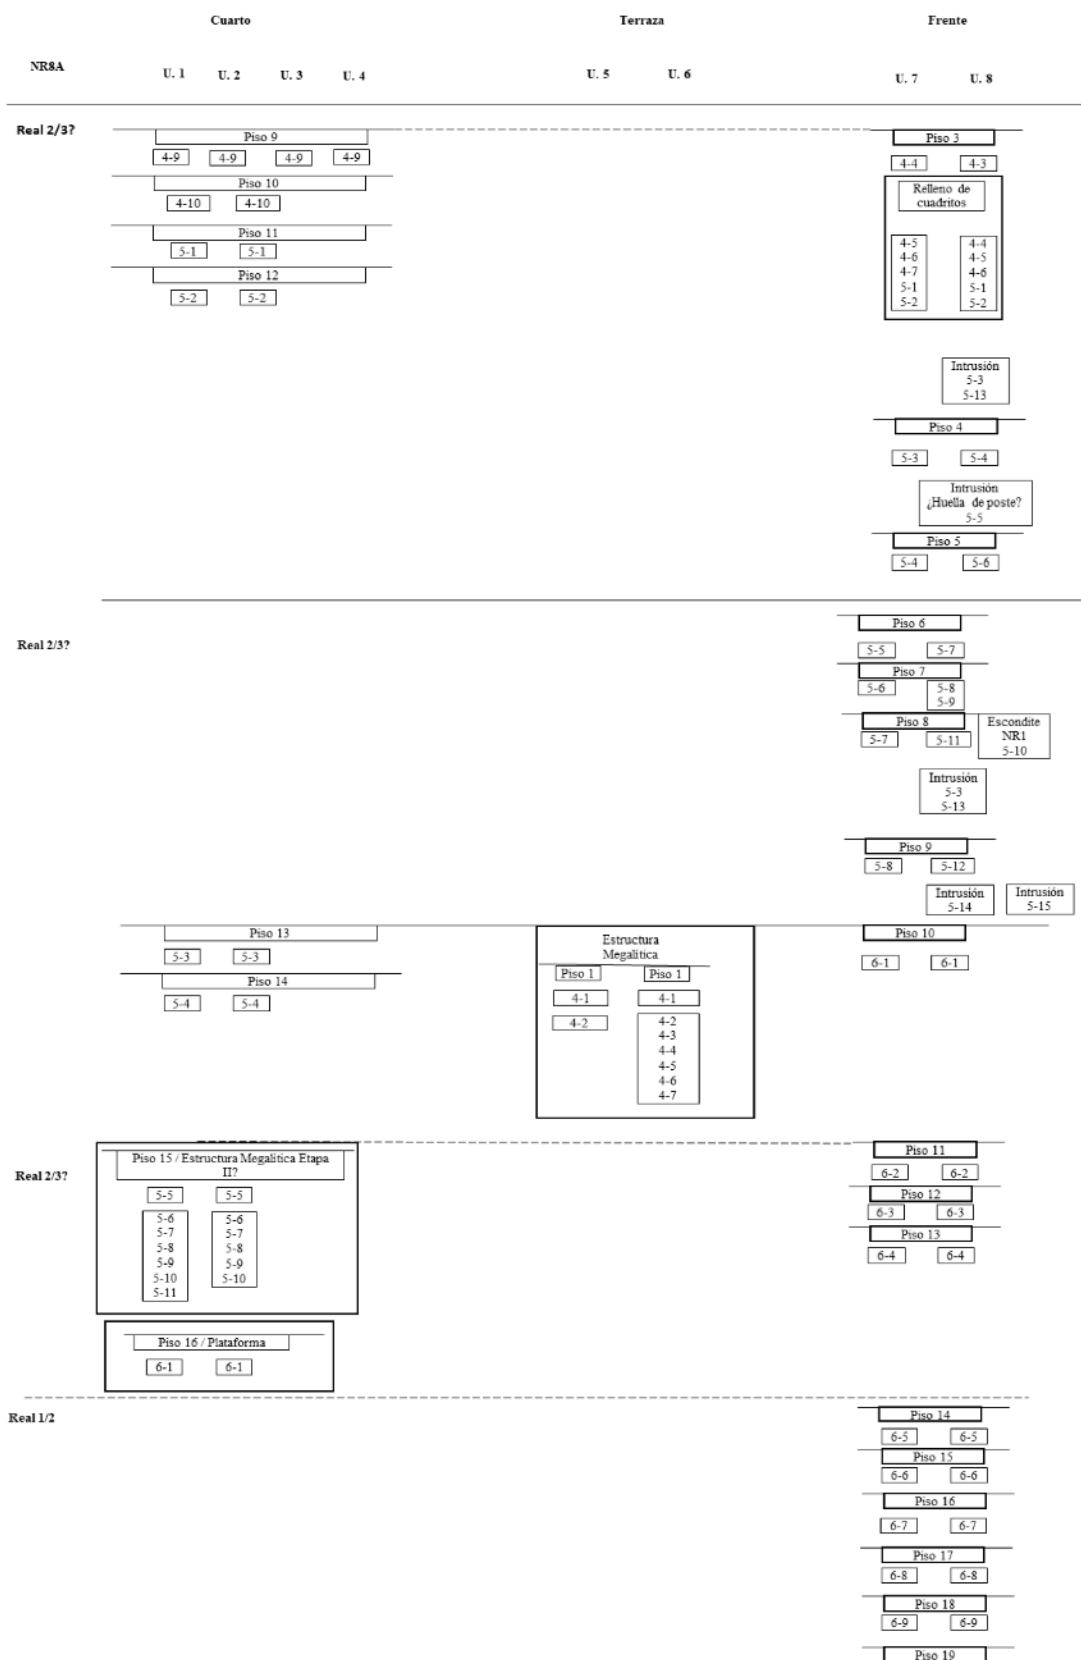 Cuarto Terraza Frente
NR8A U. 1 U. 2 U. 3 U. 4 U. 5 U. 6 U. 7 U. 8
Real 2/3?
Piso 9 Piso 3
4-9 4-9 4-9 4-9 4-4 4-3
Piso 10 Relleno de
cuadritos
4-10 4-10
Piso 11
5-1 5-1
4-5 4-4
4-6 4-5
4-7 4-6
5-1 5-1
5-2 5-2
Piso 12
5-2 5-2
Intrusión
5-3
5-13
Piso 4
5-3 5-4
Intrusión
¿Huella de poste?
5-5
Piso 5
5-4 5-6
Real 2/3?
Piso 6
5-5 5-7
Piso 7
5-6 5-8
5-9
Piso 8
5-7 5-11
Escondite
NR1
5-10
Intrusión
5-3
5-13
Piso 9
5-8 5-12
Intrusión Intrusión
5-14 5-15
Piso 13 Piso 10
5-3 5-3 6-1 6-1
Piso 14
5-4 5-4
Estructura
Megalítica
Piso 1 Piso 1
4-1 4-1
4-2 4-2
4-3
4-4
4-5
4-6
4-7
Real 2/3?
Piso 15 / Estructura Megalítica Etapa
II?
5-5 5-5
5-6 5-6
5-7 5-7
5-8 5-8
5-9 5-9
5-10 5-10
5-11
Piso 11
6-2 6-2
Piso 12
6-3 6-3
Piso 13
6-4 6-4
Piso 16 / Plataforma
6-1 6-1
Real 1/2
Piso 14
6-5 6-5
Piso 15
6-6 6-6
Piso 16
6-7 6-7
Piso 17
6-8 6-8
Piso 18
6-9 6-9
Piso 19